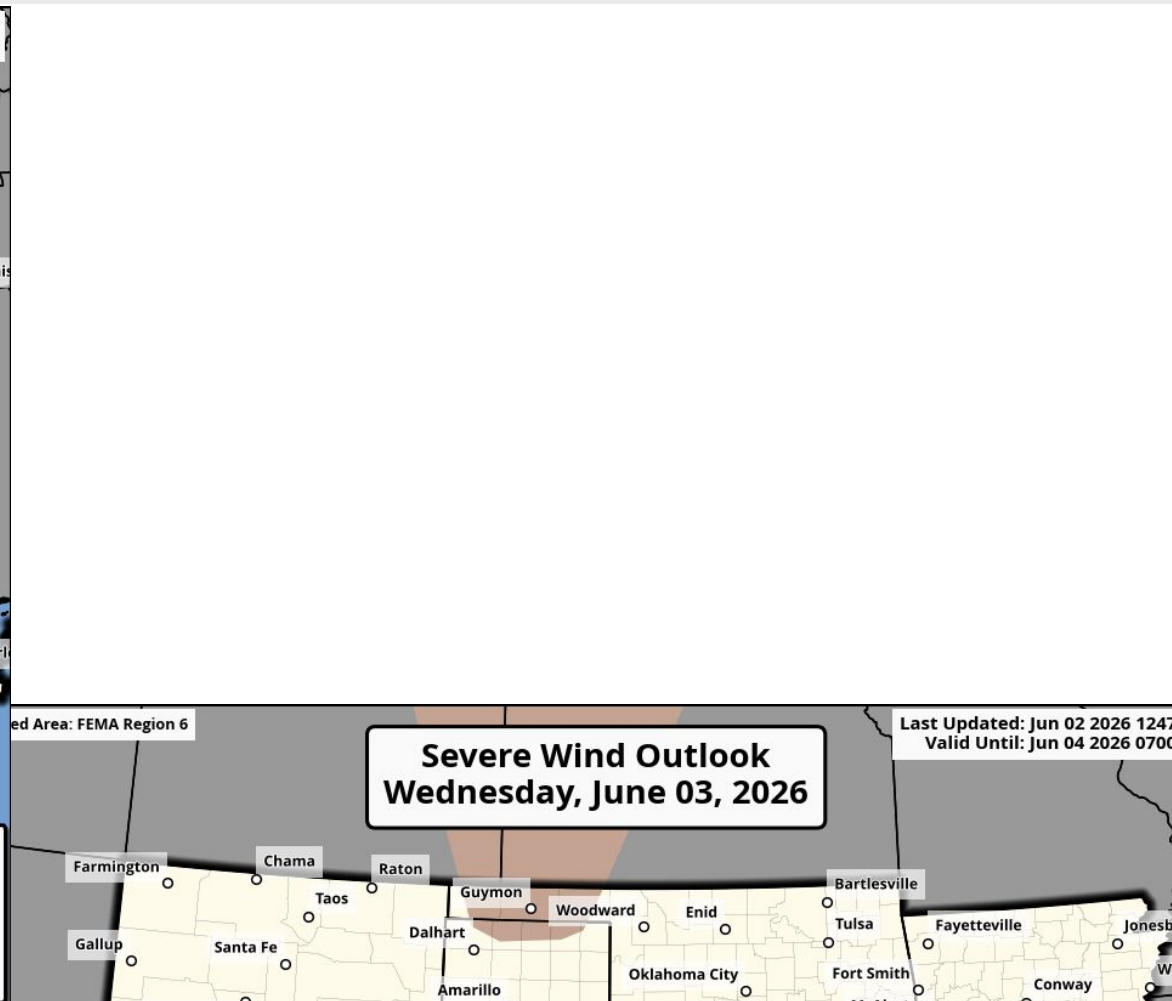 ed Area: FEMA Region 6
Last Updated: Jun 02 2026 1247
Valid Until: Jun 04 2026 0700
Severe Wind Outlook
Wednesday, June 03, 2026
Farmington
Chama
Raton
Taos
Guymon
Woodward
Enid
Bartlesville
Tulsa
Fayetteville
Jonesb
Gallup
Santa Fe
Dalhart
Oklahoma City
Fort Smith
Amarillo
Conway